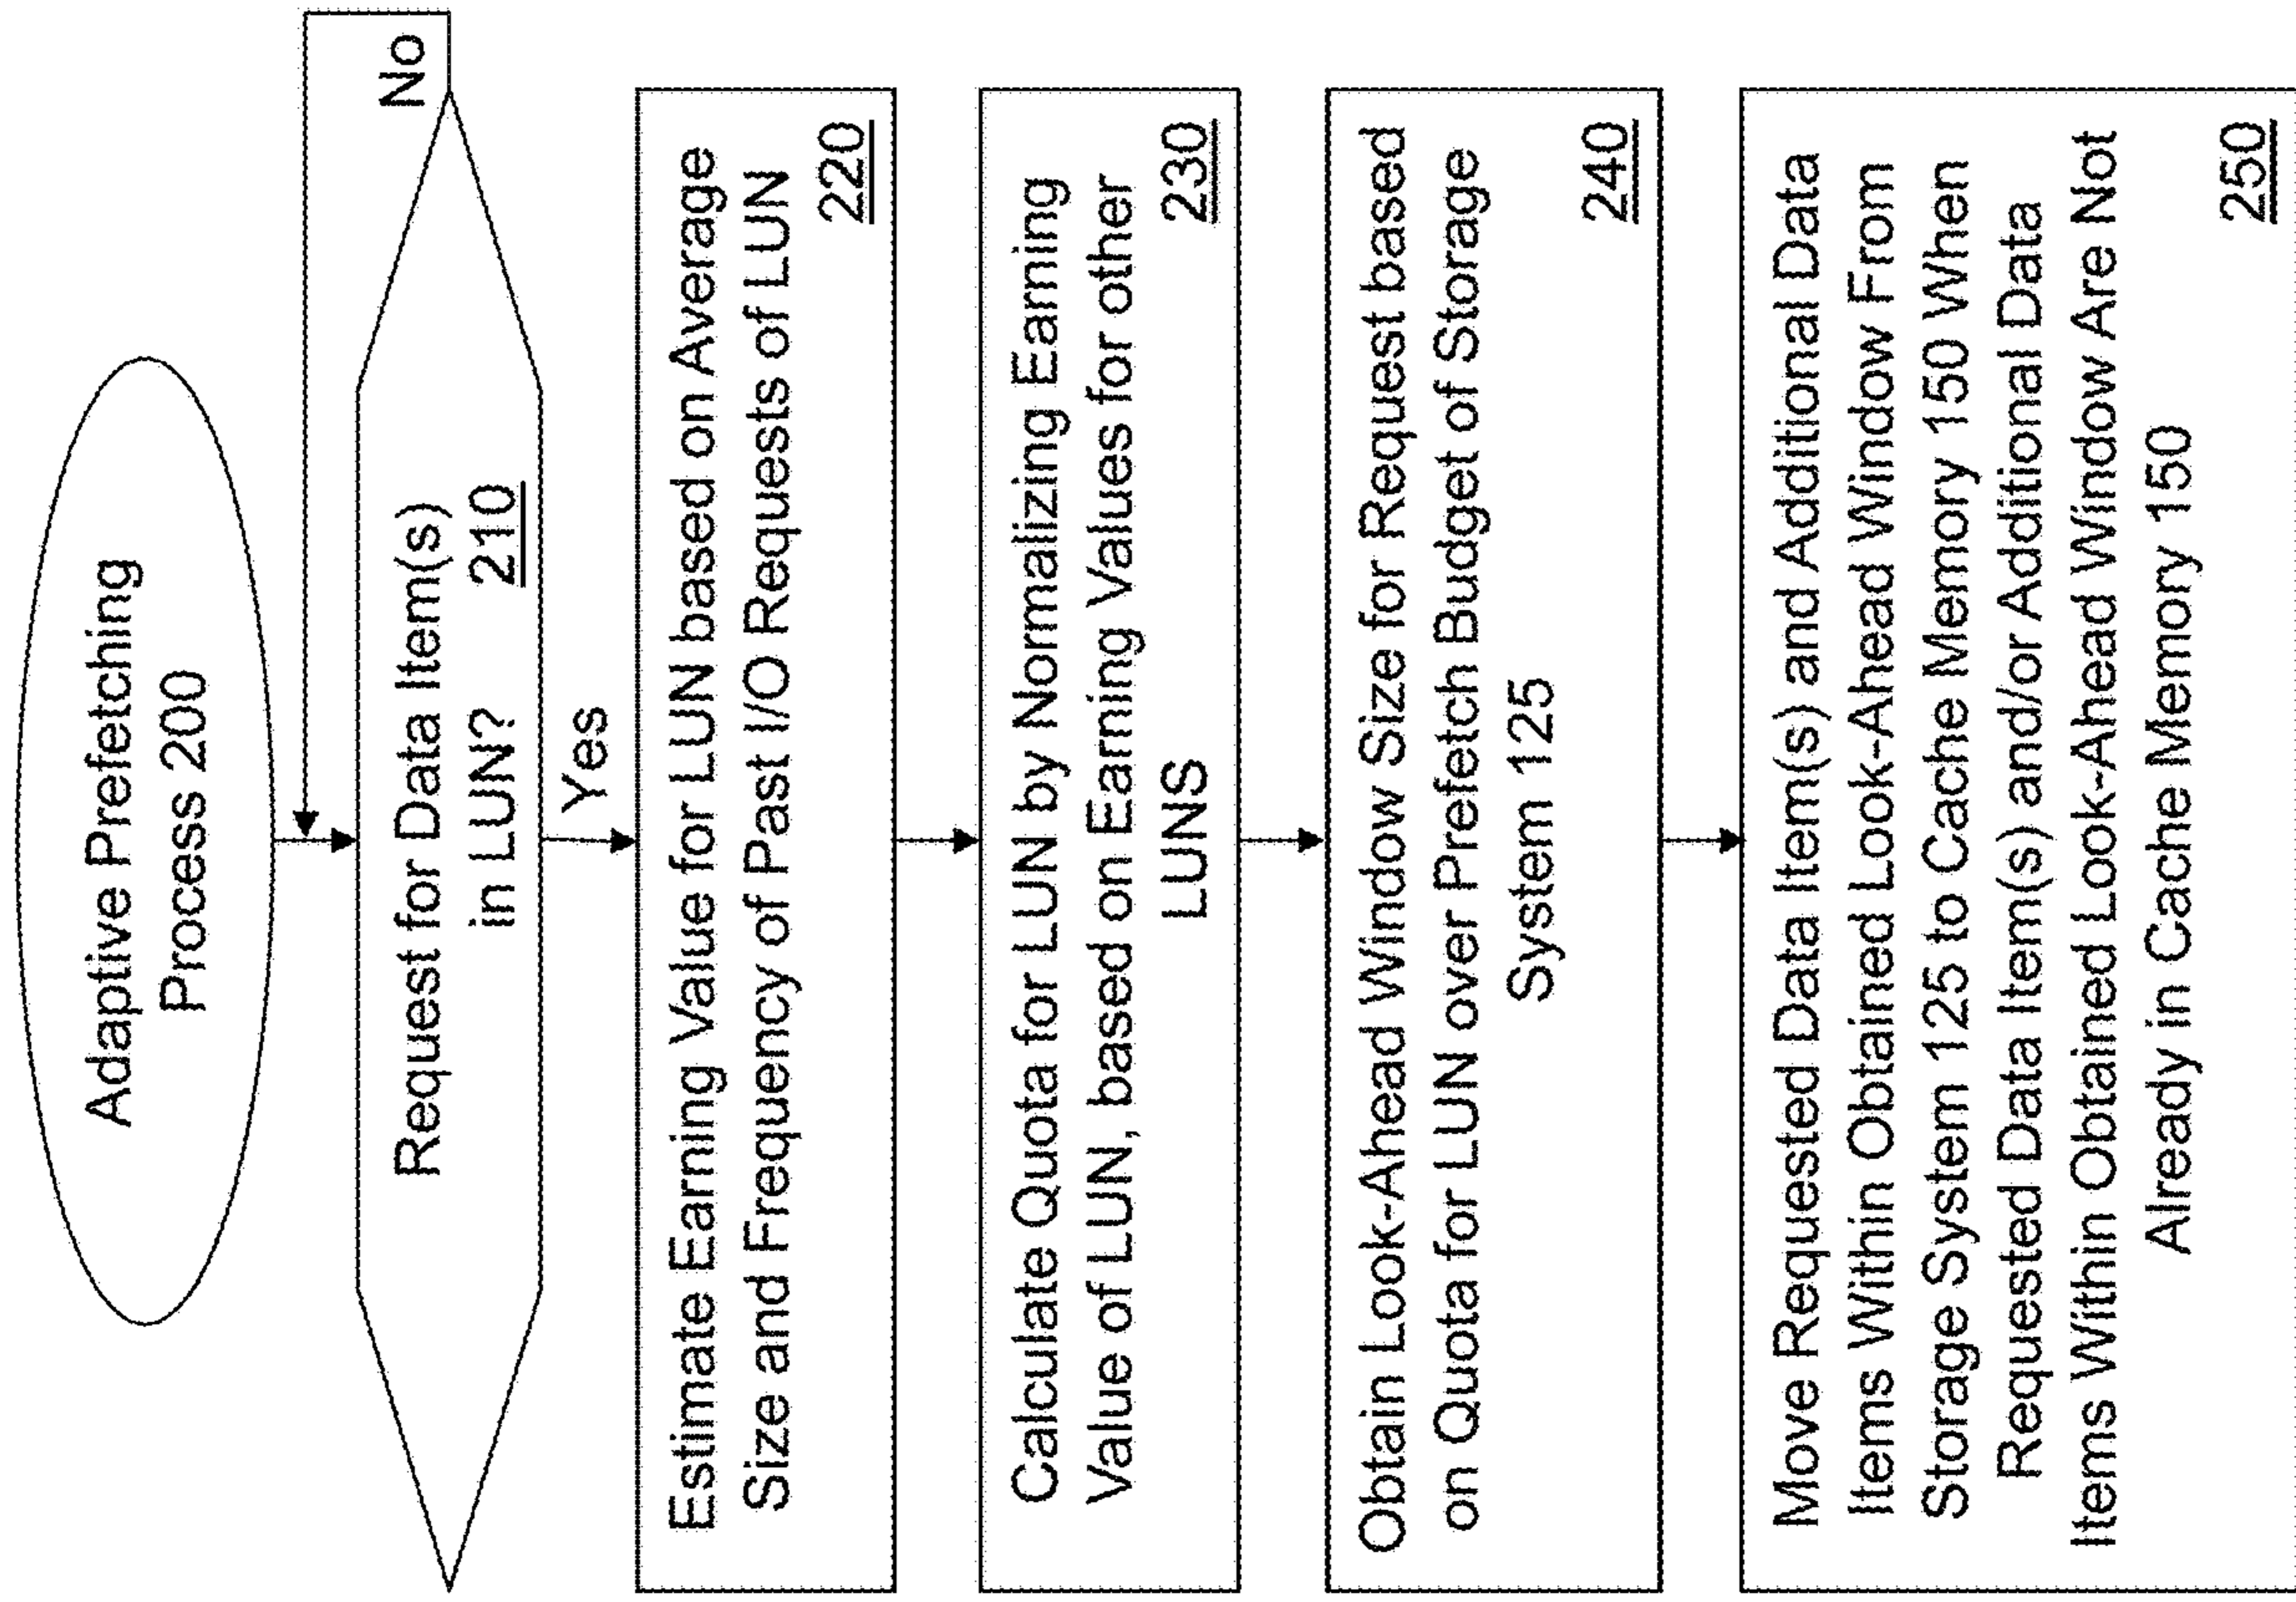 Adaptive Prefetching
Process 200
No
Request for Data Item(s)
in LUN?
210
Yes
Estimate Earning Value for LUN based on Average
Size and Frequency of Past I/O Requests of LUN
220
Calculate Quota for LUN by Normalizing Earning
Value of LUN, based on Earning Values for other
LUNS
230
Obtain Look-Ahead Window Size for Request based
on Quota for LUN over Prefetch Budget of Storage
System 125
240
Move Requested Data Item(s) and Additional Data
Items Within Obtained Look-Ahead Window From
Storage System 125 to Cache Memory 150 When
Requested Data Item(s) and/or Additional Data
Items Within Obtained Look-Ahead Window Are Not
Already in Cache Memory 150
250